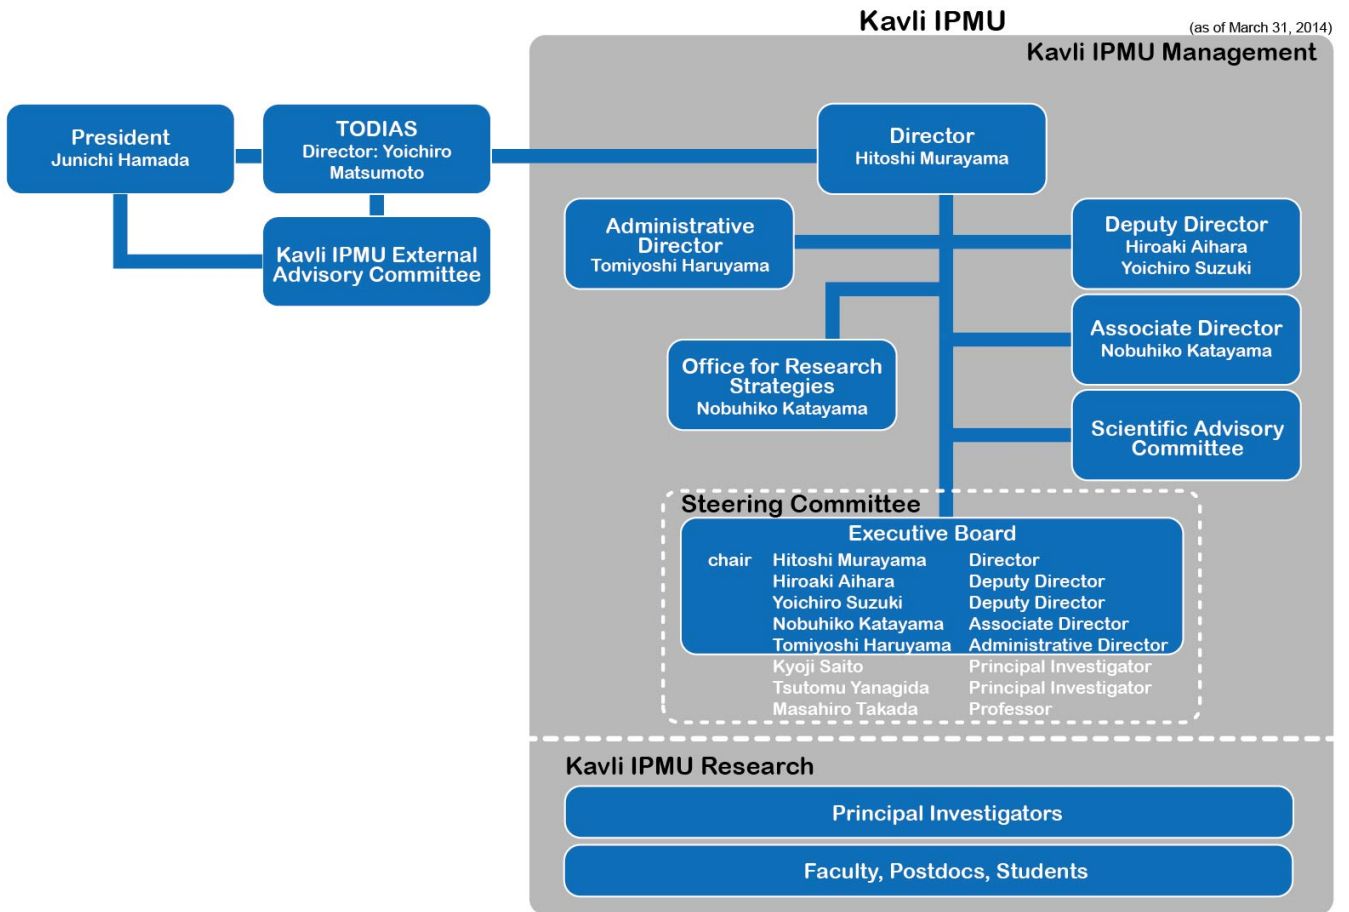 Kavli IPMU
(as of March 31, 2014)
Kavli IPMU Management
President
Junichi Hamada
TODIAS
Director: Yoichiro
Matsumoto
Kavli IPMU External
Advisory Committee
Director
Hitoshi Murayama
Administrative
Director
Tomiyoshi Haruyama
Deputy Director
Hiroaki Aihara
Yoichiro Suzuki
Office for Research
Strategies
Nobuhiko Katayama
Associate Director
Nobuhiko Katayama
Scientific Advisory
Committee
Steering Committee
Executive Board
chair Hitoshi Murayama Director
Hiroaki Aihara Deputy Director
Yoichiro Suzuki Deputy Director
Nobuhiko Katayama Associate Director
Tomiyoshi Haruyama Administrative Director
Kyoji Saito Principal Investigator
Tsutomu Yanagida Principal Investigator
Masahiro Takada Professor
Kavli IPMU Research
Principal Investigators
Faculty, Postdocs, Students